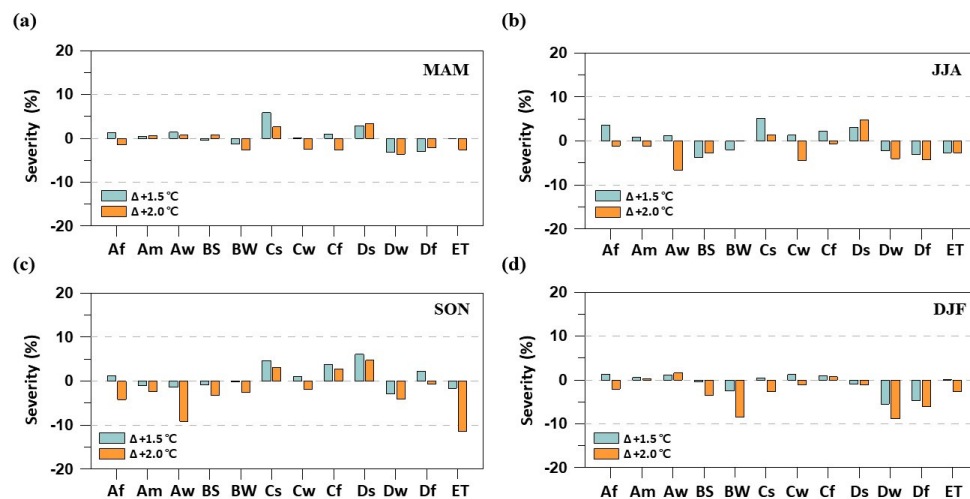 (a)
MAM
Severity (%)
20
10
0
-10
-20
Δ +1.5 ℃
Δ +2.0 ℃
Af Am Aw BS BW Cs Cw Cf Ds Dw Df ET
(b)
JJA
Severity (%)
20
10
0
-10
-20
Δ +1.5 ℃
Δ +2.0 ℃
Af Am Aw BS BW Cs Cw Cf Ds Dw Df ET
(c)
SON
Severity (%)
20
10
0
-10
-20
Δ +1.5 ℃
Δ +2.0 ℃
Af Am Aw BS BW Cs Cw Cf Ds Dw Df ET
(d)
DJF
Severity (%)
20
10
0
-10
-20
Δ +1.5 ℃
Δ +2.0 ℃
Af Am Aw BS BW Cs Cw Cf Ds Dw Df ET